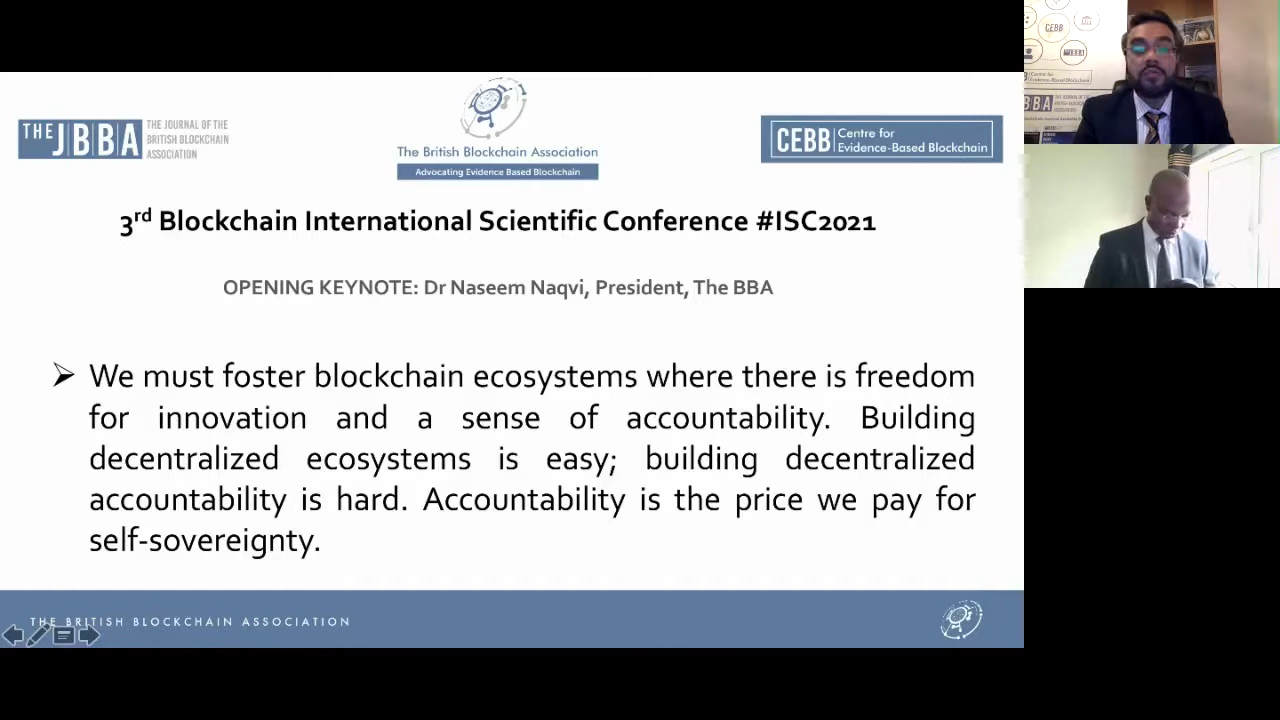 THE JBBA
THE JOURNAL OF THE
BRITISH BLOCKCHAIN
ASSOCIATION
The British Blockchain Association
Advocating Evidence Based Blockchain
CEBB
Centre for
Evidence-Based Blockchain
3rd Blockchain International Scientific Conference #ISC2021
OPENING KEYNOTE: Dr Naseem Naqvi, President, The BBA
➢ We must foster blockchain ecosystems where there is freedom
for innovation and a sense of accountability. Building
decentralized ecosystems is easy; building decentralized
accountability is hard. Accountability is the price we pay for
self-sovereignty.
THE BRITISH BLOCKCHAIN ASSOCIATION
CEBB
Centre for